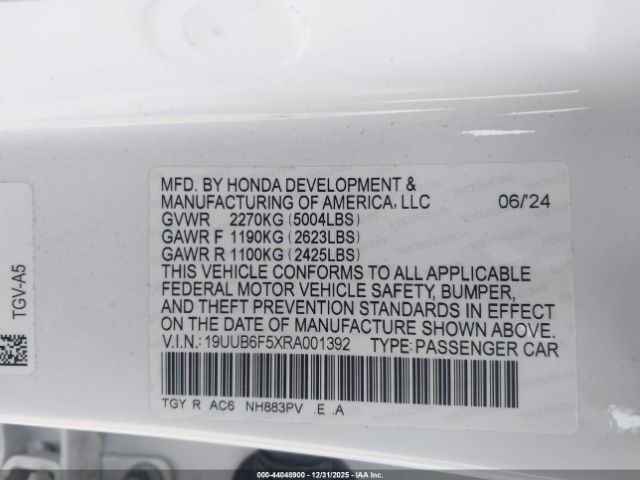 MFD. BY HONDA DEVELOPMENT &
MANUFACTURING OF AMERICA, LLC 06/'24
GVWR 2270KG (5004LBS)
GAWR F 1190KG (2623LBS)
GAWR R 1100KG (2425LBS)
THIS VEHICLE CONFORMS TO ALL APPLICABLE
FEDERAL MOTOR VEHICLE SAFETY, BUMPER,
AND THEFT PREVENTION STANDARDS IN EFFECT
ON THE DATE OF MANUFACTURE SHOWN ABOVE.
V.I.N.: 19UUB6F5XRA001392 TYPE: PASSENGER CAR
TGY R AC6 NH883PV .E .A
TGV-A5
000-44048900 - 12/31/2025 - IAAI.COM